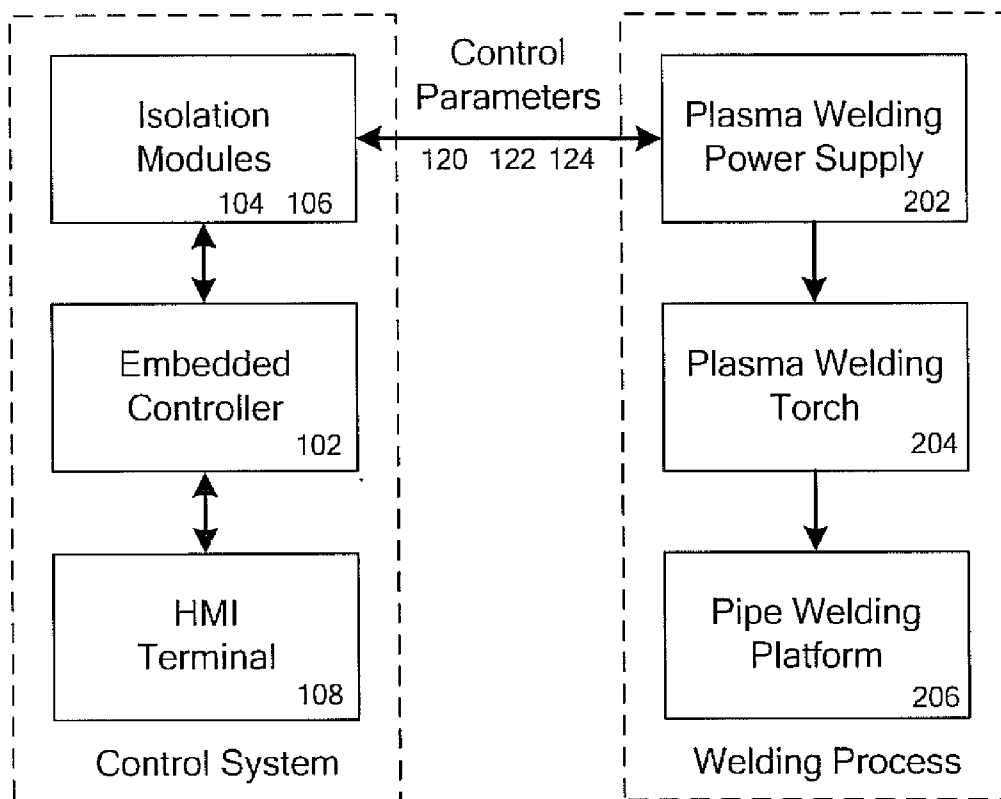 Isolation
Modules
104 106
Embedded
Controller
102
HMI
Terminal
108
Control System
Control
Parameters
120 122 124
Plasma Welding
Power Supply
202
Plasma Welding
Torch
204
Pipe Welding
Platform
206
Welding Process